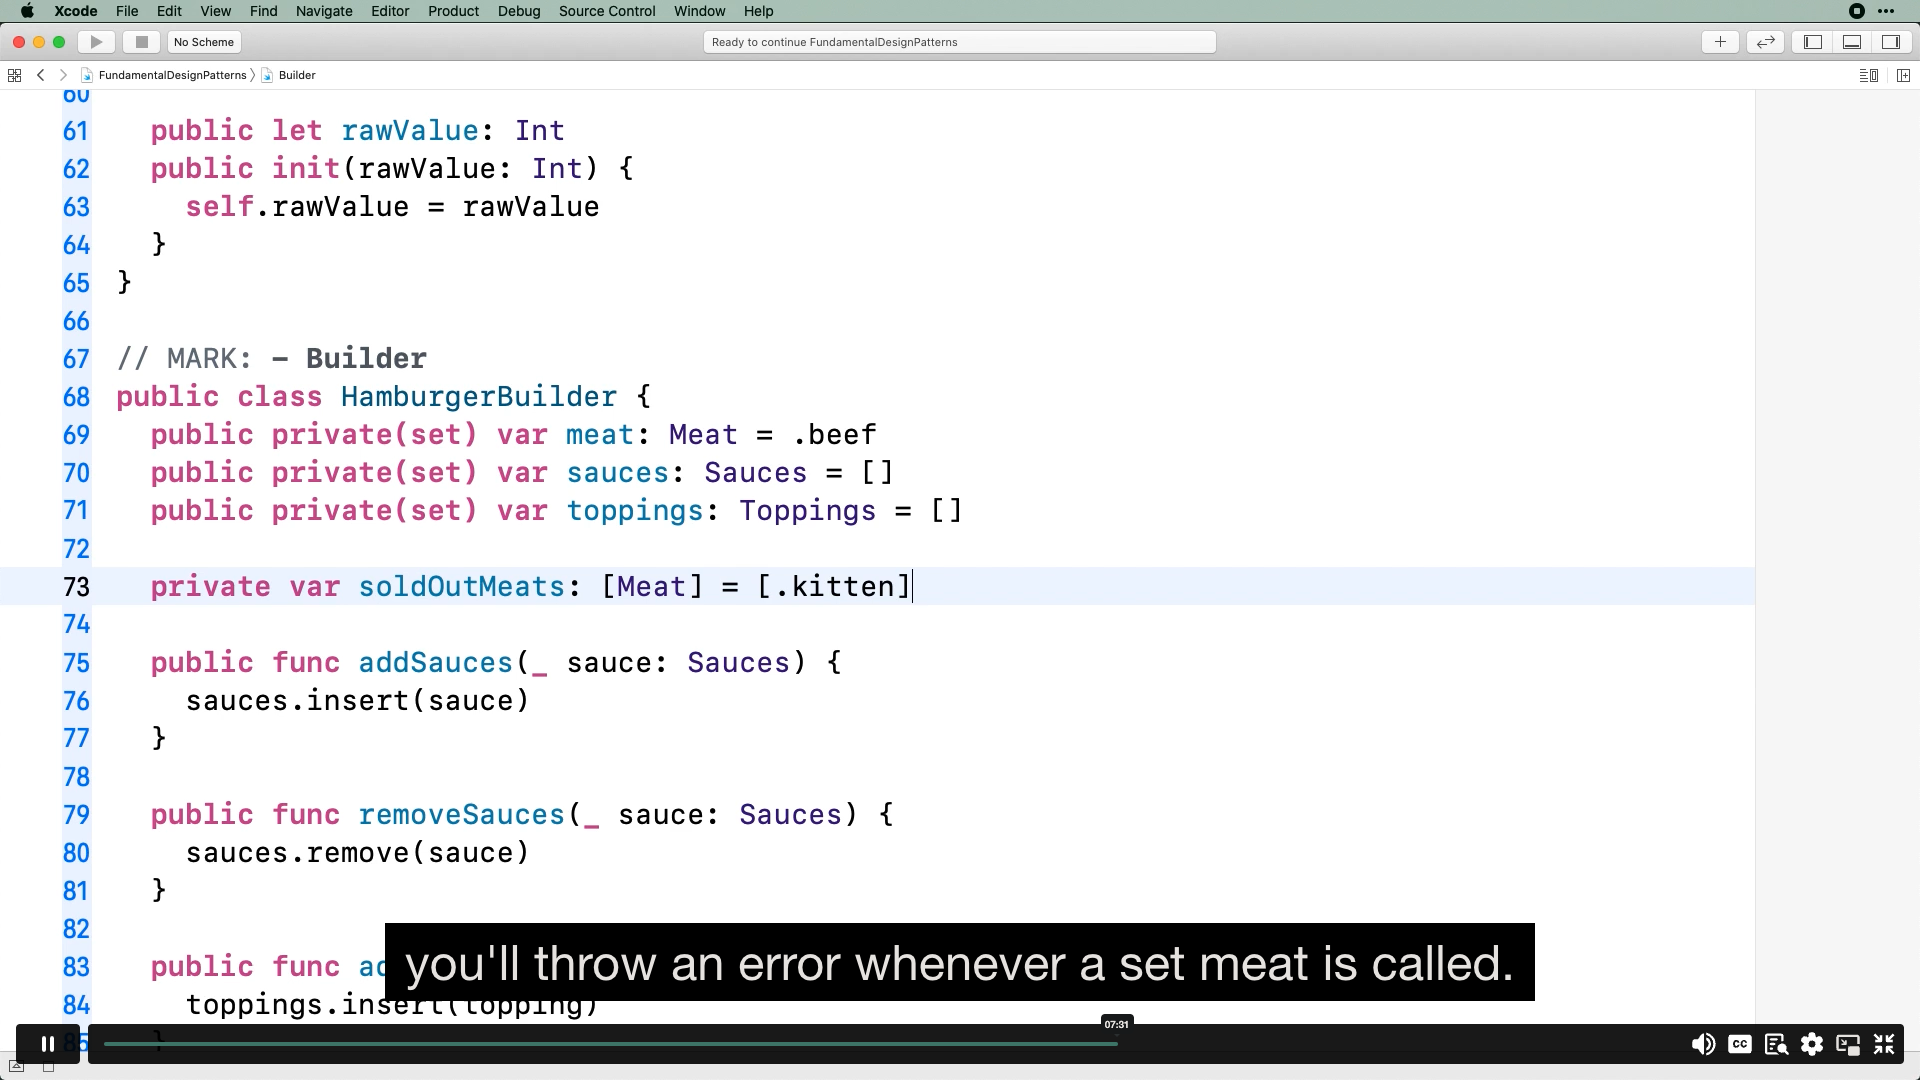 Xcode File Edit View Find Navigate Editor Product Debug Source Control Window Help
No Scheme
Ready to continue FundamentalDesignPatterns
FundamentalDesignPatterns
Builder
60
61 public let rawValue: Int
62 public init(rawValue: Int) {
63 self.rawValue = rawValue
64 }
65 }
66
67 // MARK: - Builder
68 public class HamburgerBuilder {
69 public private(set) var meat: Meat = .beef
70 public private(set) var sauces: Sauces = []
71 public private(set) var toppings: Toppings = []
72
73 private var soldOutMeats: [Meat] = [.kitten]
74
75 public func addSauces(_ sauce: Sauces) {
76 sauces.insert(sauce)
77 }
78
79 public func removeSauces(_ sauce: Sauces) {
80 sauces.remove(sauce)
81 }
82
83 public func
you'll throw an error whenever a set meat is called.
84 toppings.insert(topping)
85 }
07:31
CC